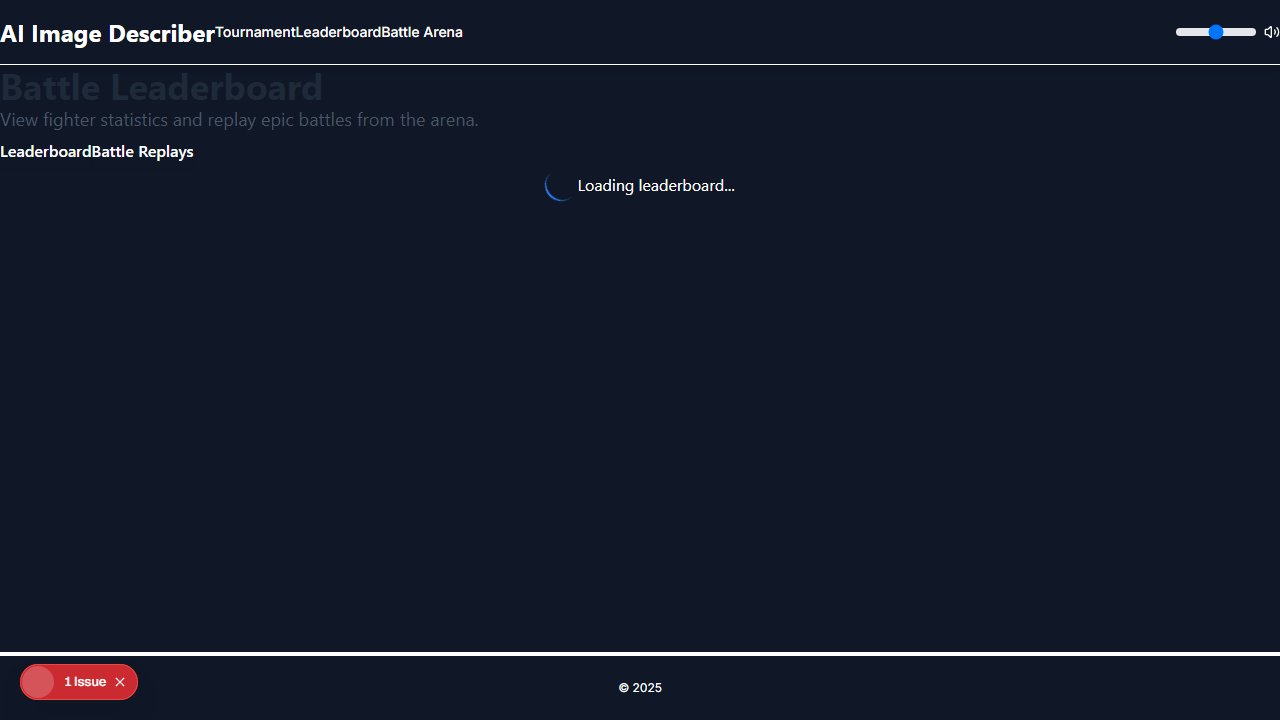 AI Image Describer Tournament Leaderboard Battle Arena
Battle Leaderboard
View fighter statistics and replay epic battles from the arena.
Leaderboard Battle Replays
Loading leaderboard...
1 Issue
© 2025